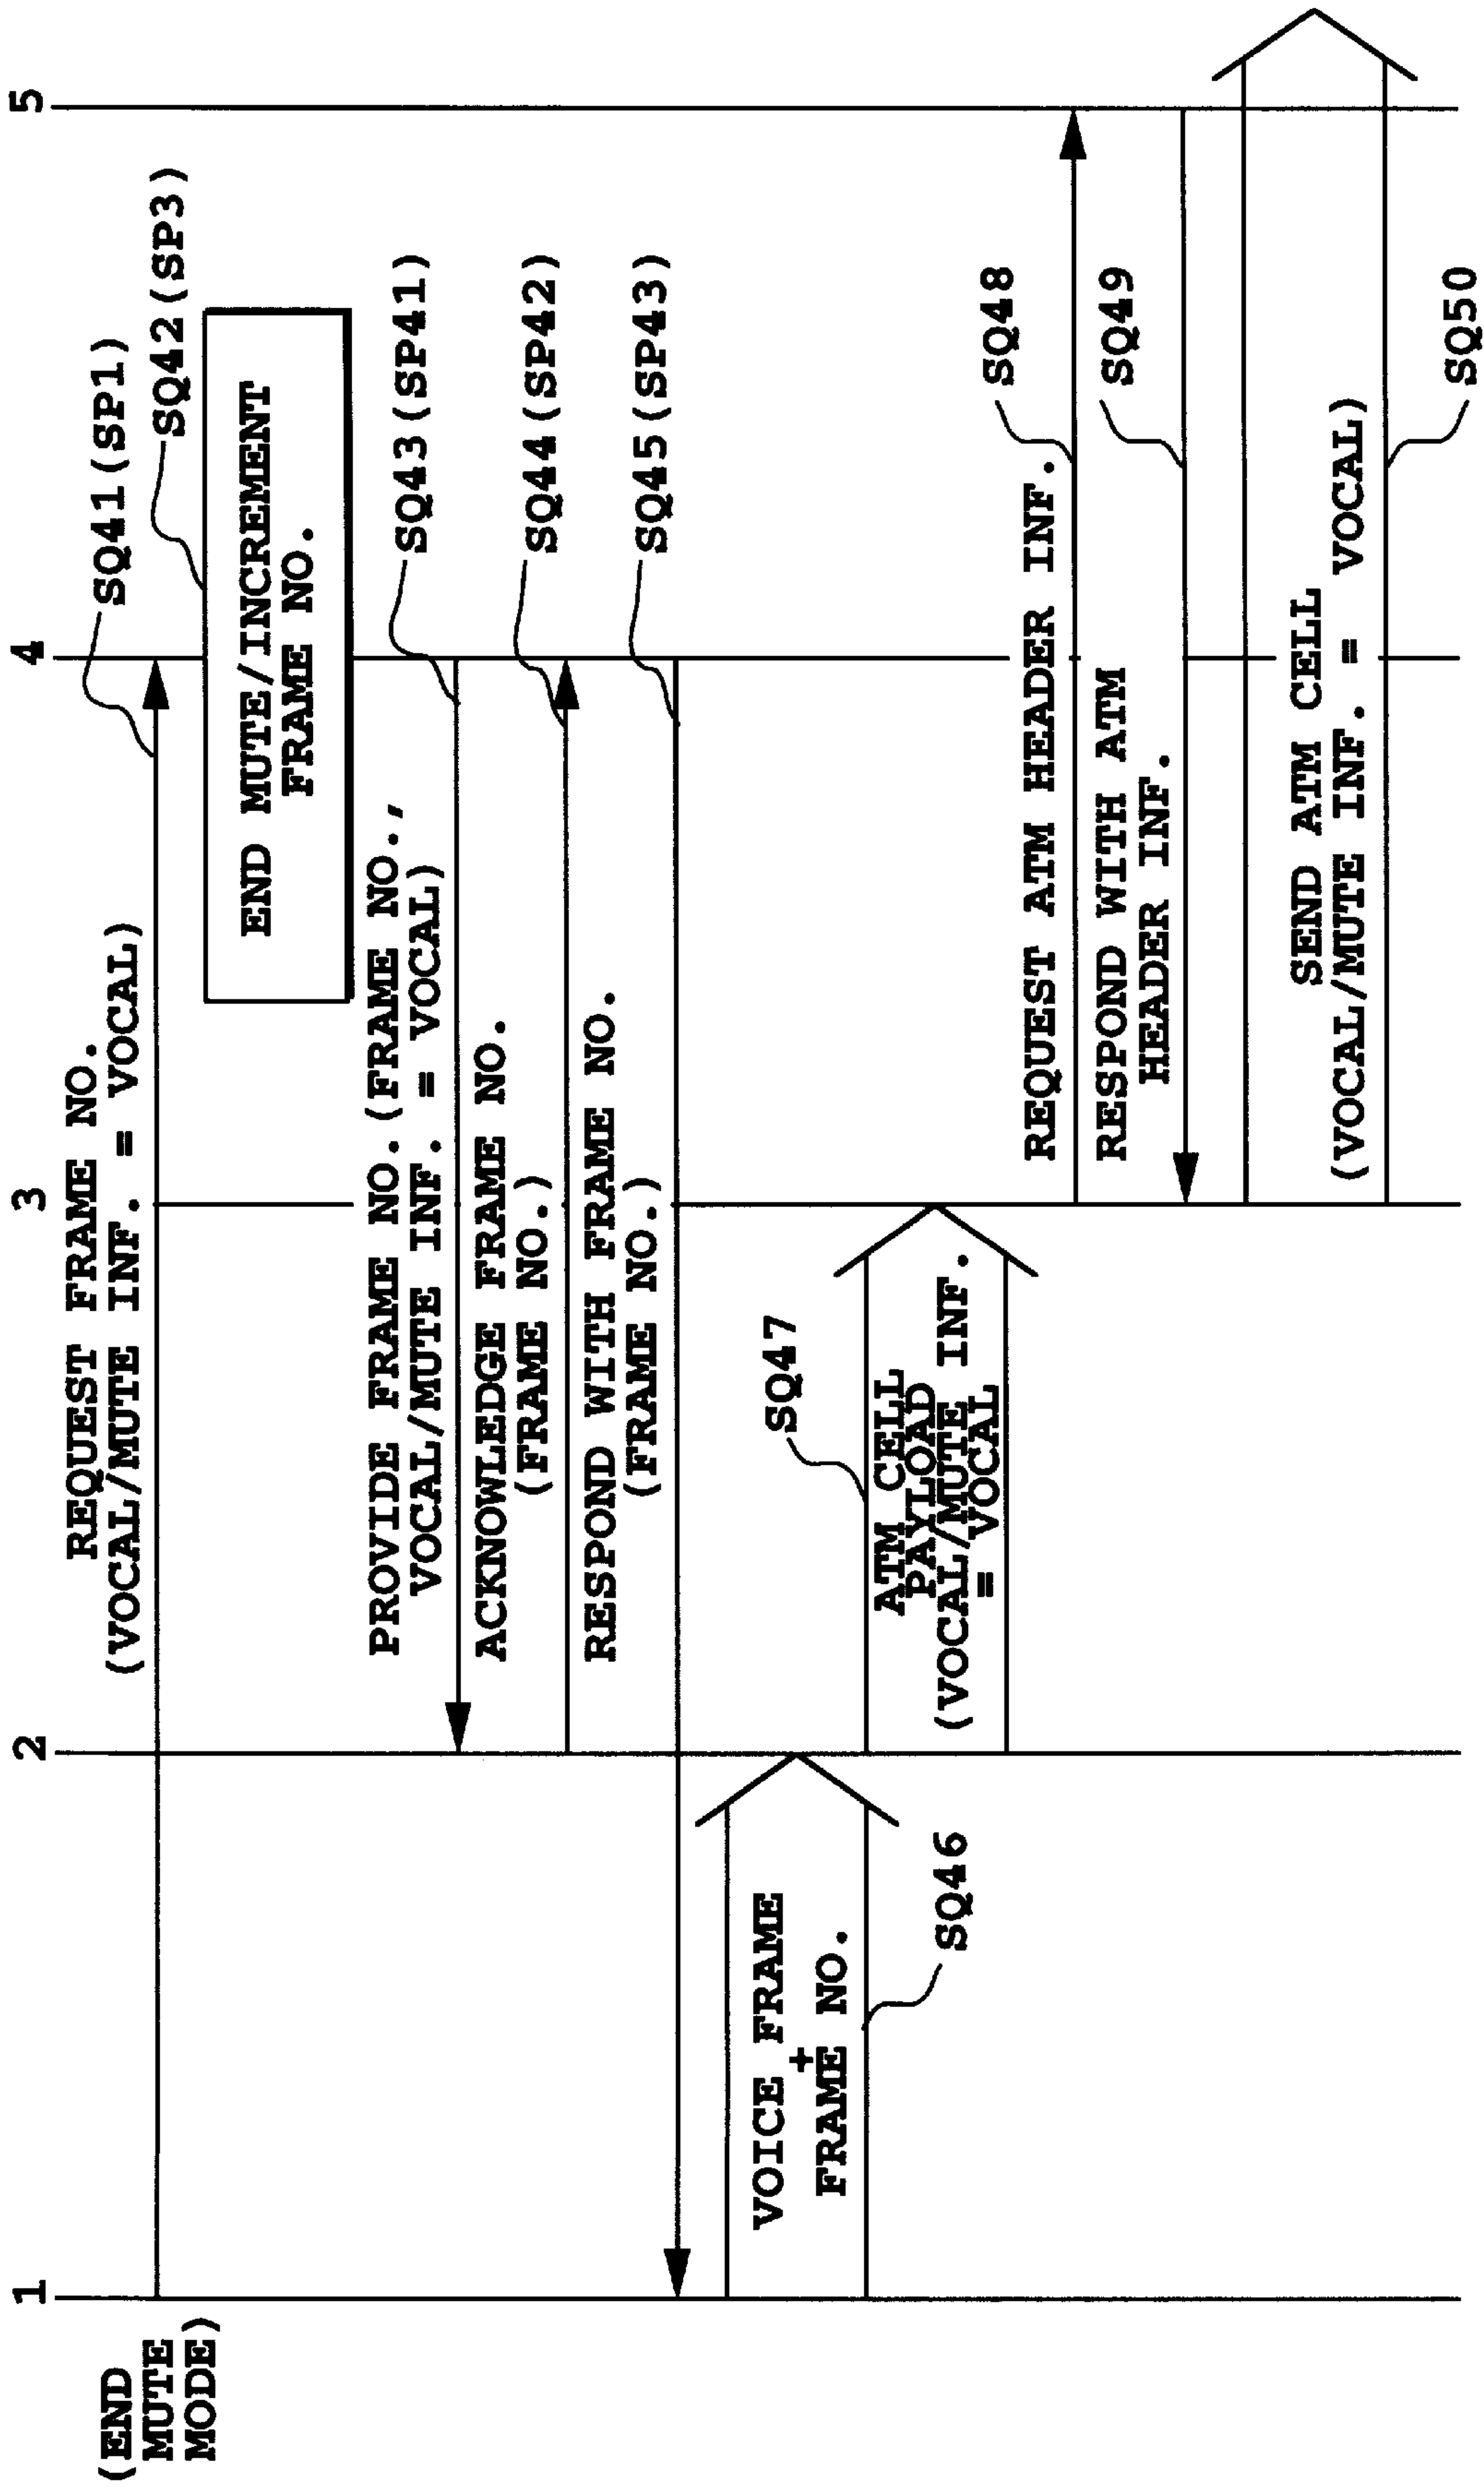 1
2
3
4
5
(END
MUTE
MODE)
REQUEST FRAME NO.
(VOCAL/MUTE INF. = VOCAL)
SQ41(SP1)
SQ42(SP3)
END MUTE/INCREMENT
FRAME NO.
PROVIDE FRAME NO.(FRAME NO.,
VOCAL/MUTE INF. = VOCAL)
SQ43(SP41)
ACKNOWLEDGE FRAME NO.
(FRAME NO.)
SQ44(SP42)
RESPOND WITH FRAME NO.
(FRAME NO.)
SQ45(SP43)
VOICE FRAME
+
FRAME NO.
SQ46
SQ47
ATM CELL
PAYLOAD
(VOCAL/MUTE INF.
= VOCAL
REQUEST ATM HEADER INF.
SQ48
RESPOND WITH ATM
HEADER INF.
SQ49
SEND ATM CELL
(VOCAL/MUTE INF. = VOCAL)
SQ50